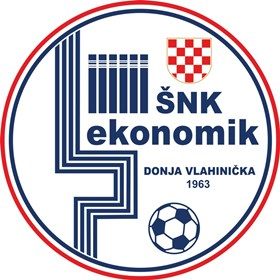 ŠNK
ekonomik
DONJA VLAHINIČKA
1963